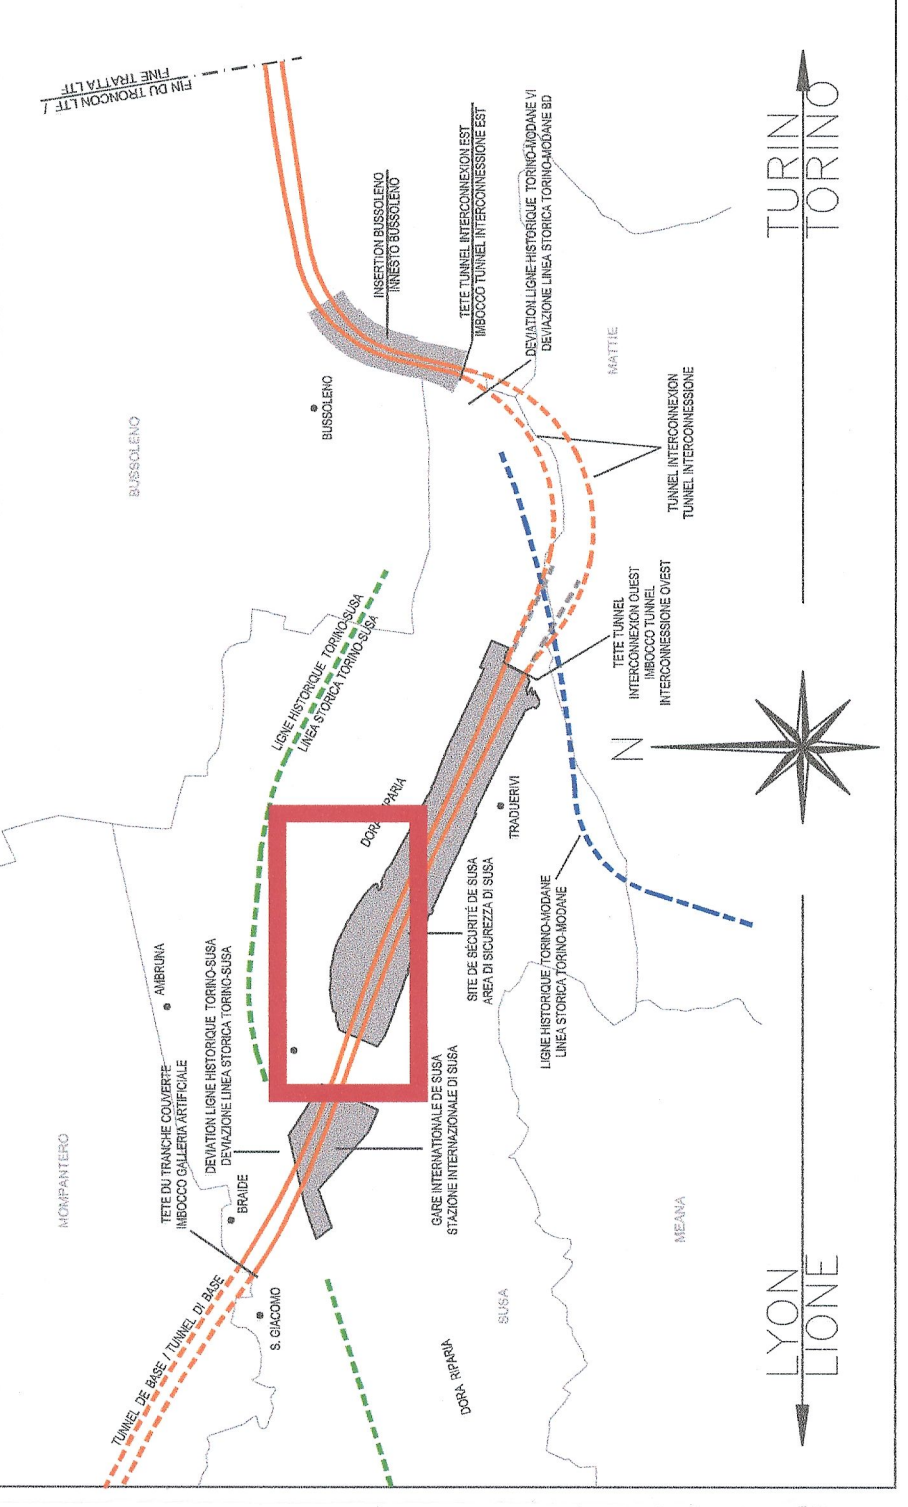 FIN DU TRONCON LTF /
FINE TRATTA LTF
INSERTION BUSSOLENO
INNESTO BUSSOLENO
TETE TUNNEL INTERCONNEXION EST
IMBOCCO TUNNEL INTERCONNESSIONE EST
DEVIATION LIGNE HISTORIQUE TORINO-MODANE VI
DEVIAZIONE LINEA STORICA TORINO-MODANE BD
TURIN
TORINO
BUSSOLENO
BUSSOLENO
MATTIE
TUNNEL INTERCONNEXION
TUNNEL INTERCONNESSIONE
LIGNE HISTORIQUE TORINO-SUSA
LINEA STORICA TORINO-SUSA
TETE TUNNEL
INTERCONNEXION OUEST
IMBOCCO TUNNEL
INTERCONNESSIONE OVEST
N
DORA RIPARIA
TRADUERIVI
AMBRUNA
SITE DE SÉCURITÉ DE SUSA
AREA DI SICUREZZA DI SUSA
LIGNE HISTORIQUE TORINO-MODANE
LINEA STORICA TORINO-MODANE
MOMPANTERO
TETE DU TRANCHE COUVERTE
IMBOCCO GALLERIA ARTIFICIALE
DEVIATION LIGNE HISTORIQUE TORINO-SUSA
DEVIAZIONE LINEA STORICA TORINO-SUSA
BRAIDE
GARE INTERNATIONALE DE SUSA
STAZIONE INTERNAZIONALE DI SUSA
MEANA
TUNNEL DE BASE / TUNNEL DI BASE
S. GIACOMO
SUSA
DORA RIPARIA
LYON
LIONE